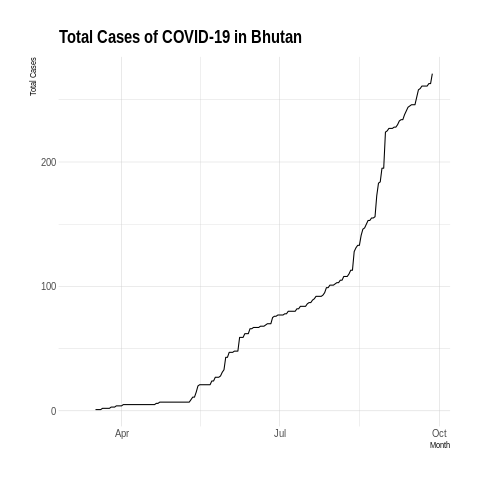 Total Cases of COVID-19 in Bhutan
Total Cases
200
100
0
Apr Jul Oct
Month